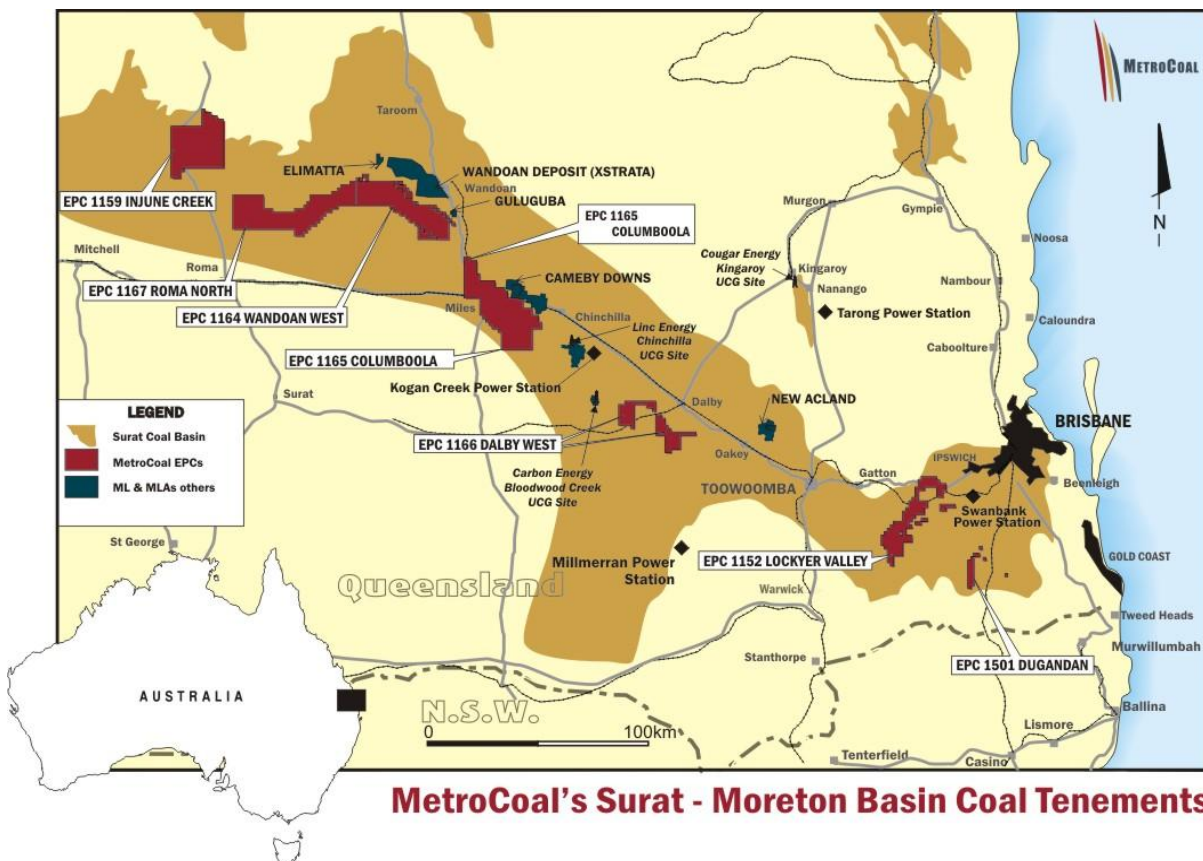 METROCOAL
N
Taroom
ELIMATTA
WANDOAN DEPOSIT (XSTRATA)
Wandoan
GULUGUBA
EPC 1159 INJUNE CREEK
EPC 1165
COLUMBOOLA
Murgon
Gympie
Noosa
Mitchell
Roma
Cougar Energy
Kingaroy
UCG Site
Kingaroy
Nanango
Nambour
EPC 1167 ROMA NORTH
CAMEBY DOWNS
Miles
Chinchilla
EPC 1164 WANDOAN WEST
Tarong Power Station
Caloundra
Linc Energy
Chinchilla
UCG Site
Caboolture
EPC 1165 COLUMBOOLA
Kogan Creek Power Station
Surat
Dalby
NEW ACLAND
BRISBANE
LEGEND
Surat Coal Basin
MetroCoal EPCs
ML & MLAs others
EPC 1166 DALBY WEST
Oakey
Gatton
IPSWICH
Beenleigh
Carbon Energy
Bloodwood Creek
UCG Site
TOOWOOMBA
Swanbank
Power Station
St George
Millmerran Power
Station
EPC 1152 LOCKYER VALLEY
GOLD COAST
Queensland
Warwick
Tweed Heads
Murwillumbah
Stanthorpe
EPC 1501 DUGANDAN
AUSTRALIA
N.S.W.
0
100km
Ballina
Lismore
Tenterfield
Casino
MetroCoal's Surat - Moreton Basin Coal Tenements